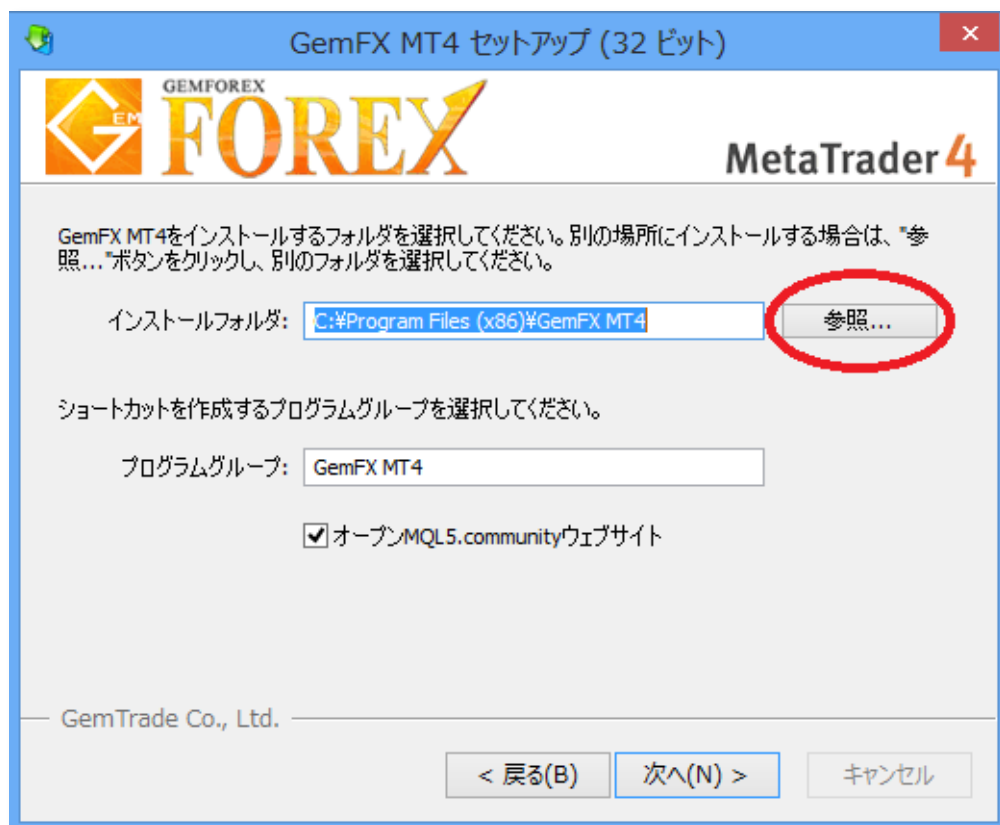 GemFX MT4 セットアップ (32 ビット)
GEMFOREX
GEM
FOREX
MetaTrader 4
GemFX MT4をインストールするフォルダを選択してください。別の場所にインストールする場合は、"参
照..."ボタンをクリックし、別のフォルダを選択してください。
インストールフォルダ: C:¥Program Files (x86)¥GemFX MT4 参照...
ショートカットを作成するプログラムグループを選択してください。
プログラムグループ: GemFX MT4
オープンMQL5.communityウェブサイト
GemTrade Co., Ltd.
< 戻る(B) 次へ(N) > キャンセル